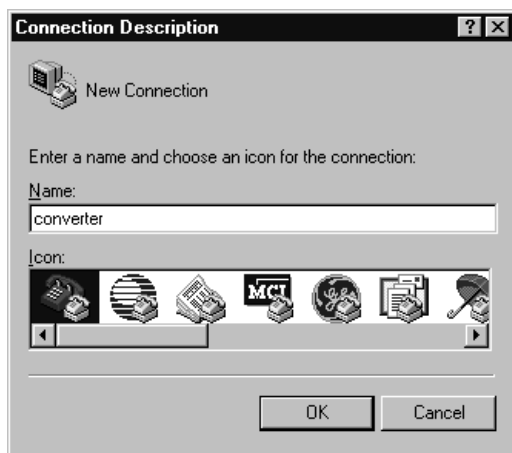 Connection Description
New Connection
Enter a name and choose an icon for the connection:
Name:
converter
Icon:
MCI
OK Cancel